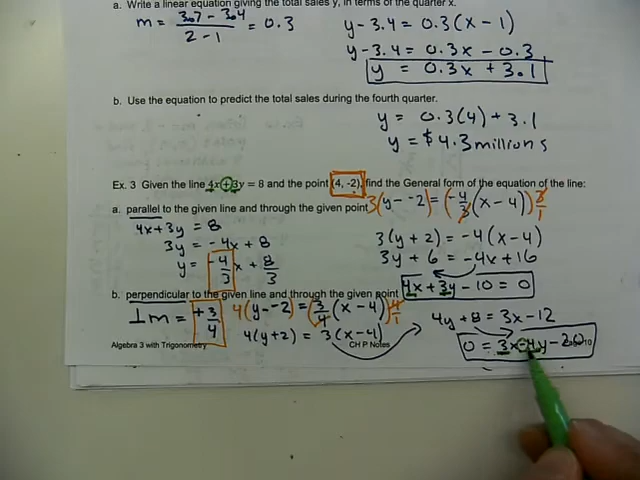 a. Write a linear equation giving the total sales y, in terms of the quarter x.
m = 3.7 - 3.4 / 2 - 1 = 0.3
y - 3.4 = 0.3(x - 1)
y - 3.4 = 0.3x - 0.3
y = 0.3x + 3.1
b. Use the equation to predict the total sales during the fourth quarter.
y = 0.3(4) + 3.1
y = $4.3 millions
Ex. 3 Given the line 4x + 3y = 8 and the point (4, -2), find the General form of the equation of the line:
a. parallel to the given line and through the given point
3(y - -2) = (-4/3 (x - 4)) 3/1
4x + 3y = 8
3y = -4x + 8
y = -4/3 x + 8/3
3(y + 2) = -4(x - 4)
3y + 6 = -4x + 16
4x + 3y - 10 = 0
b. perpendicular to the given line and through the given point
⊥m = +3/4
4(y - -2) = (3/4 (x - 4)) 4/1
4(y + 2) = 3(x - 4)
4y + 8 = 3x - 12
0 = 3x - 4y - 20
Algebra 3 with Trigonometry
CH P Notes